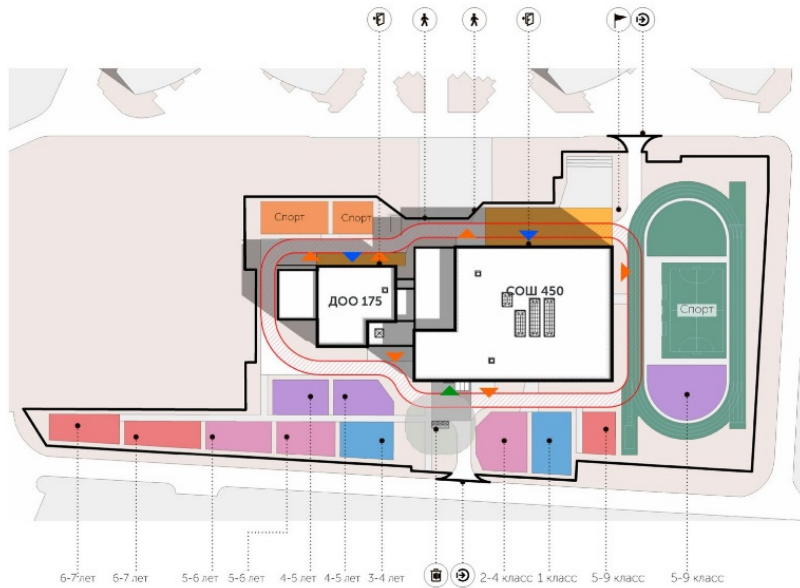 Спорт
Спорт
ДОО 175
СОШ 450
Спорт
6-7 лет
6-7 лет
5-6 лет
5-6 лет
4-5 лет
4-5 лет
3-4 лет
2-4 класс
1 класс
5-9 класс
5-9 класс